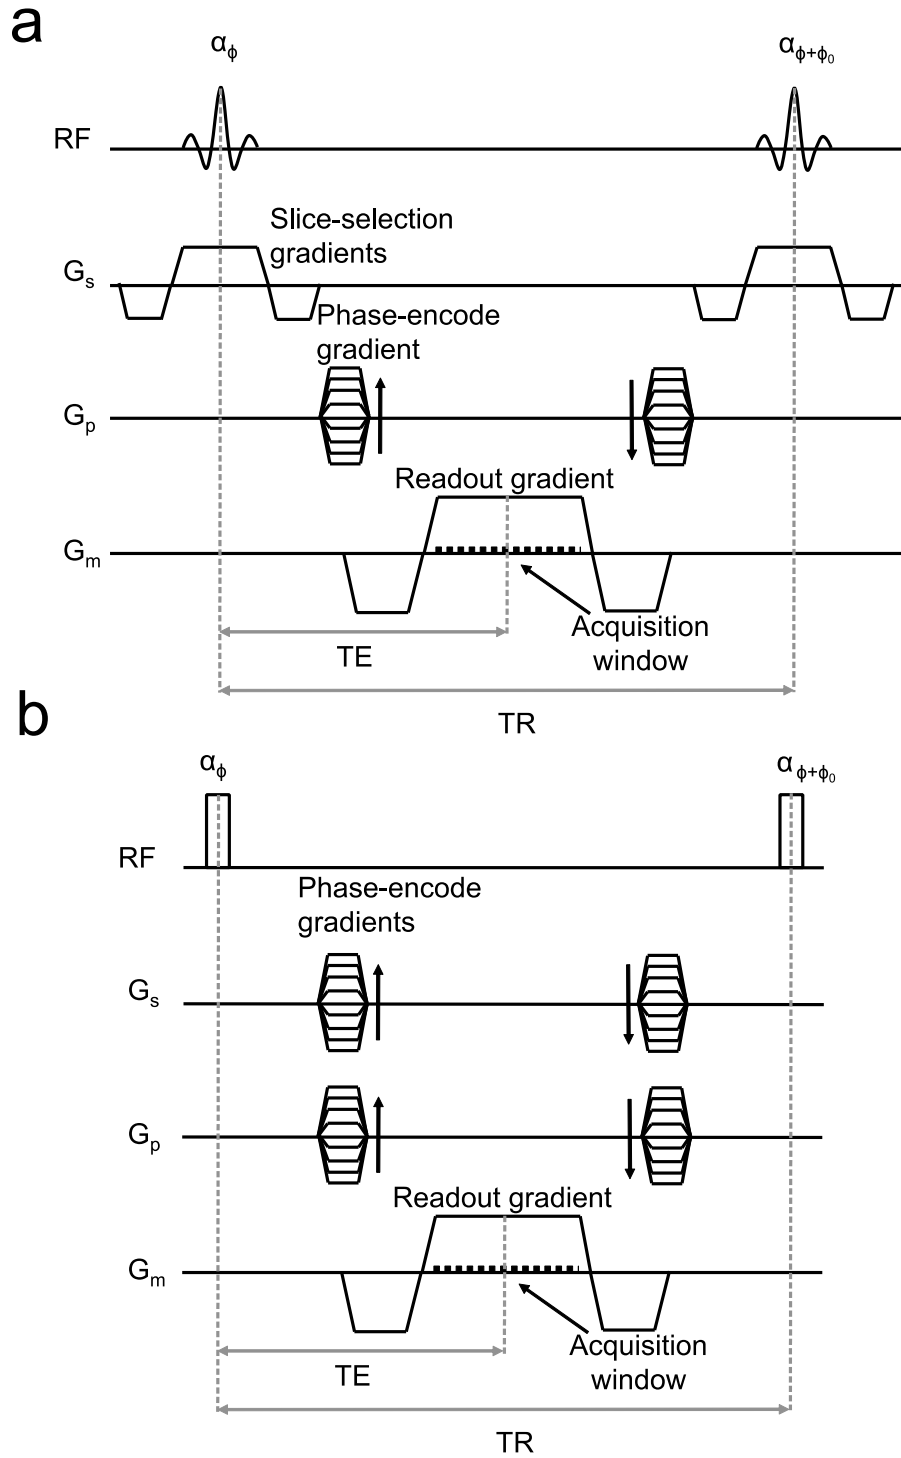 a
αϕ αϕ+ϕ0
RF
Slice-selection
gradients
Gs
Phase-encode
gradient
Gp
Readout gradient
Gm
Acquisition
window
TE
TR
b
αϕ αϕ+ϕ0
RF
Phase-encode
gradients
Gs
Gp
Readout gradient
Gm
Acquisition
window
TE
TR